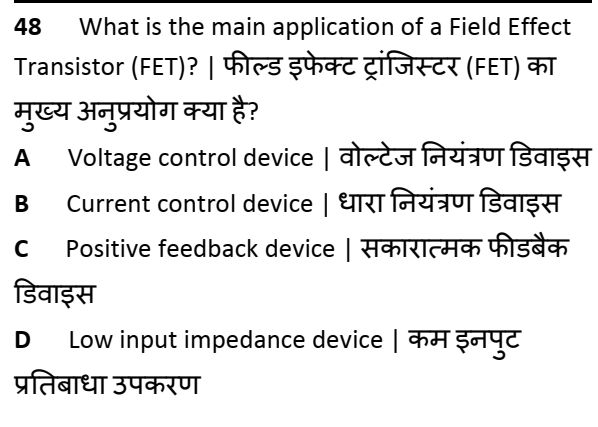 48 What is the main application of a Field Effect
Transistor (FET)? | फील्ड इफेक्ट ट्रांजिस्टर (FET) का
मुख्य अनुप्रयोग क्या है?
A Voltage control device | वोल्टेज नियंत्रण डिवाइस
B Current control device | धारा नियंत्रण डिवाइस
C Positive feedback device | सकारात्मक फीडबैक
डिवाइस
D Low input impedance device | कम इनपुट
प्रतिबाधा उपकरण